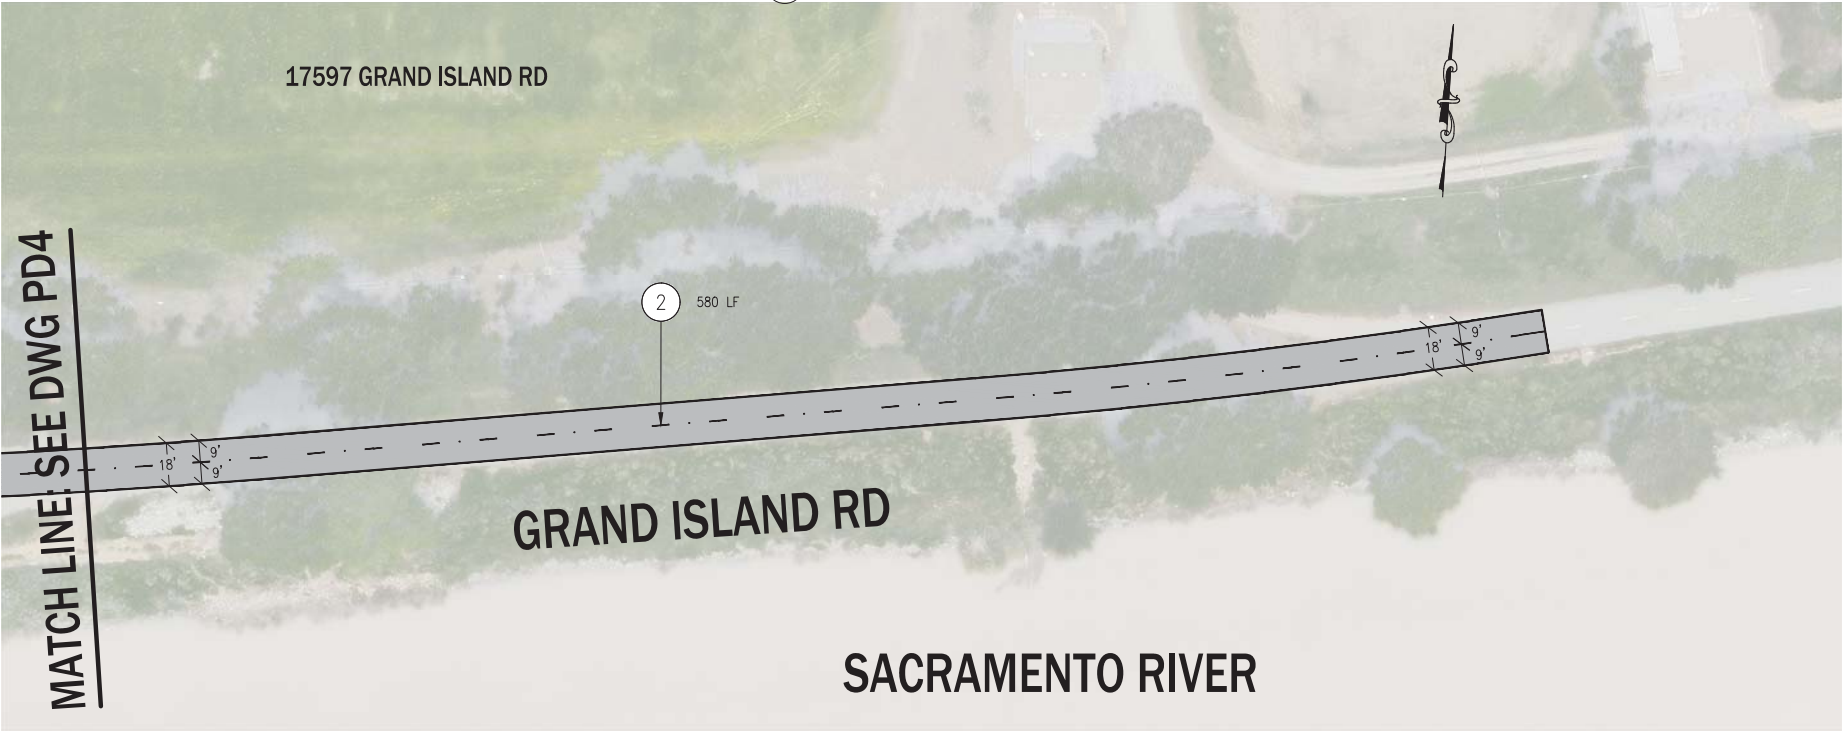 17597 GRAND ISLAND RD
MATCH LINE: SEE DWG PD4
2
580 LF
18'
9'
9'
18'
9'
9'
GRAND ISLAND RD
SACRAMENTO RIVER